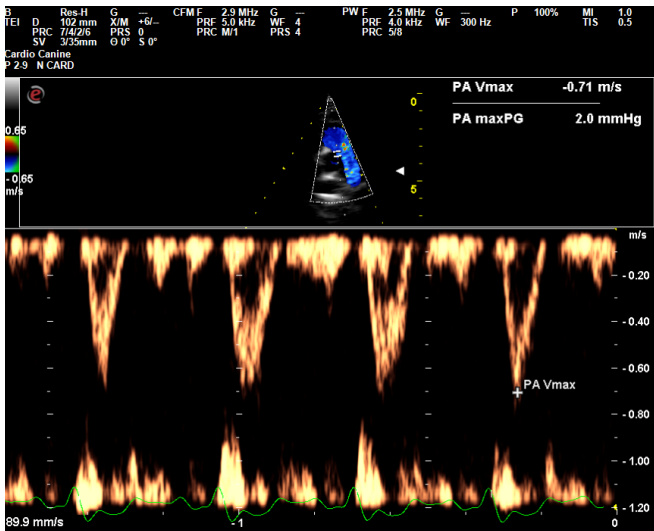 B Res-H G --- CFM F 2.9 MHz G --- PW F 2.5 MHz G --- P 100% MI 1.0
TEI D 102 mm X/M +6/-- PRF 5.0 kHz WF 4 PRF 4.0 kHz WF 300 Hz TIS 0.5
PRC 7/4/2/6 PRS 0 PRC M/1 PRS 4 PRC 5/8
SV 3/35mm Θ 0° S 0°
Cardio Canine
P 2-9 N CARD
PA Vmax -0.71 m/s
PA maxPG 2.0 mmHg
0
5
0.65
-0.65
m/s
m/s
-0.20
-0.40
-0.60
PA Vmax
-0.80
-1.00
-1.20
89.9 mm/s -1 0